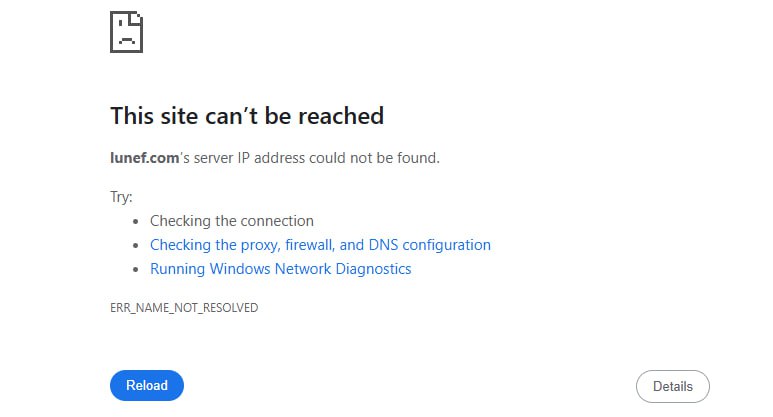 This site can’t be reached
lunef.com's server IP address could not be found.
Try:
• Checking the connection
• Checking the proxy, firewall, and DNS configuration
• Running Windows Network Diagnostics
ERR_NAME_NOT_RESOLVED
Reload
Details